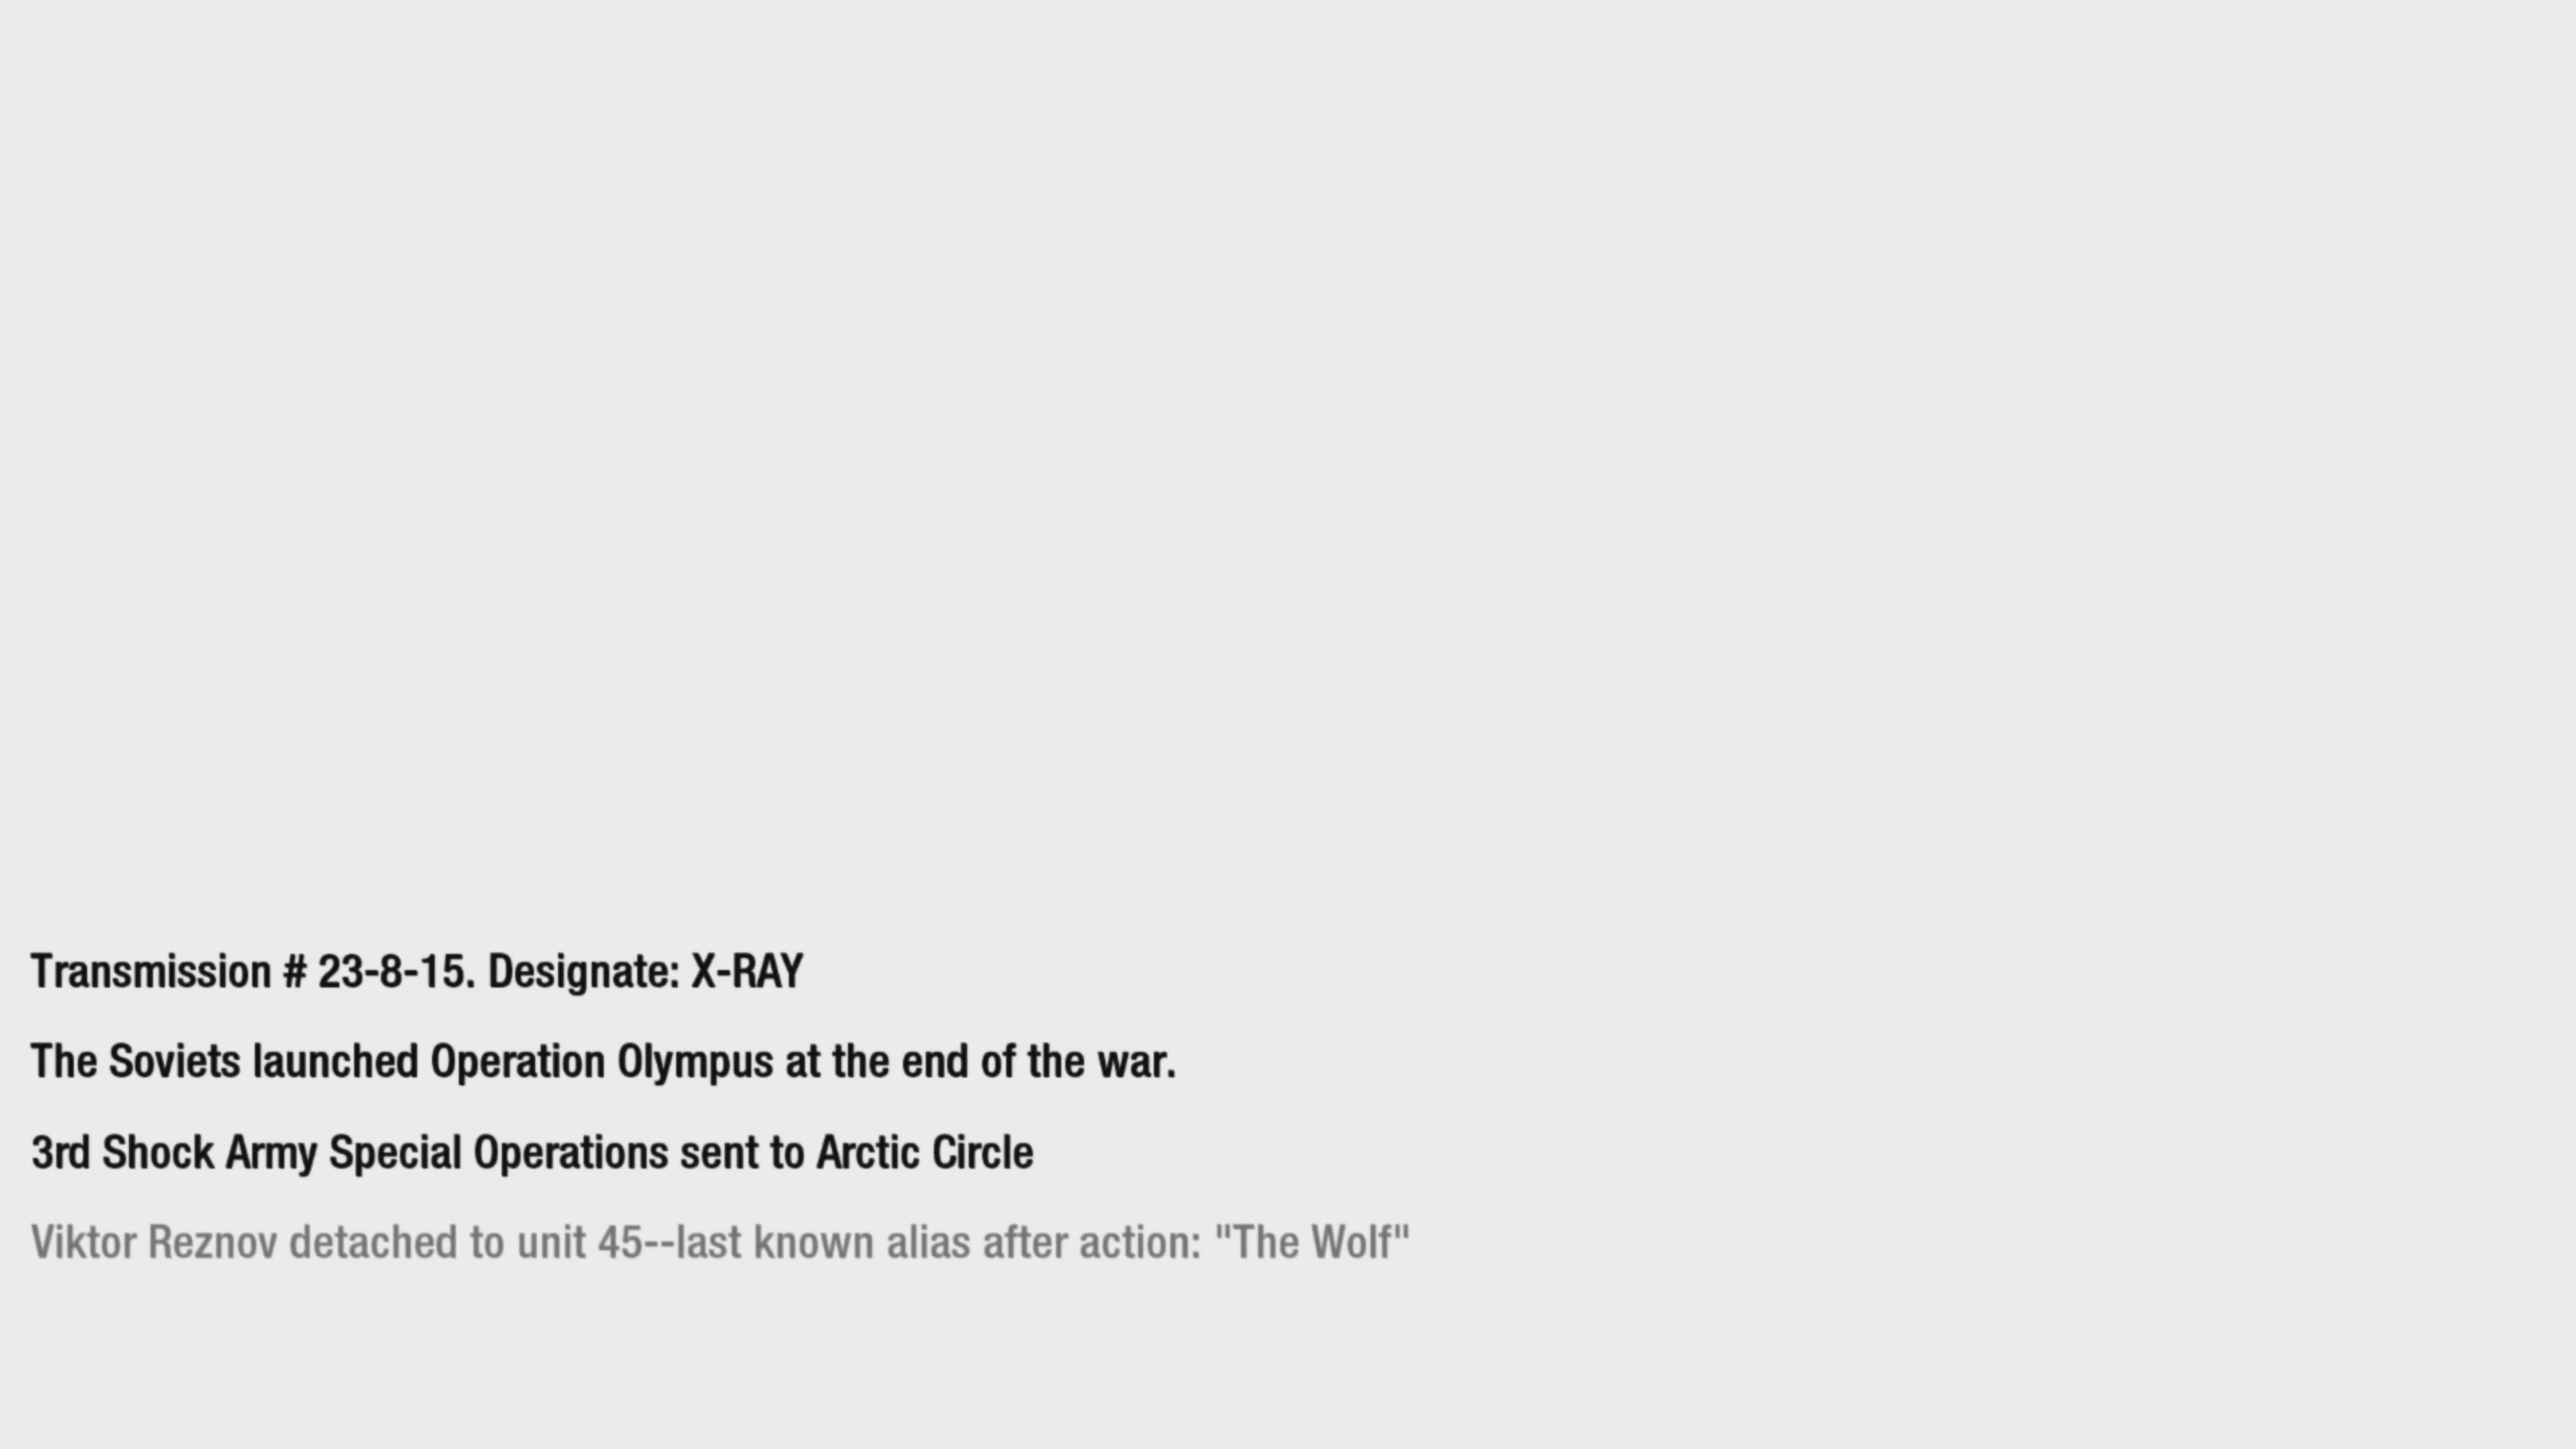 Transmission # 23-8-15. Designate: X-RAY
The Soviets launched Operation Olympus at the end of the war.
3rd Shock Army Special Operations sent to Arctic Circle
Viktor Reznov detached to unit 45--last known alias after action: "The Wolf"